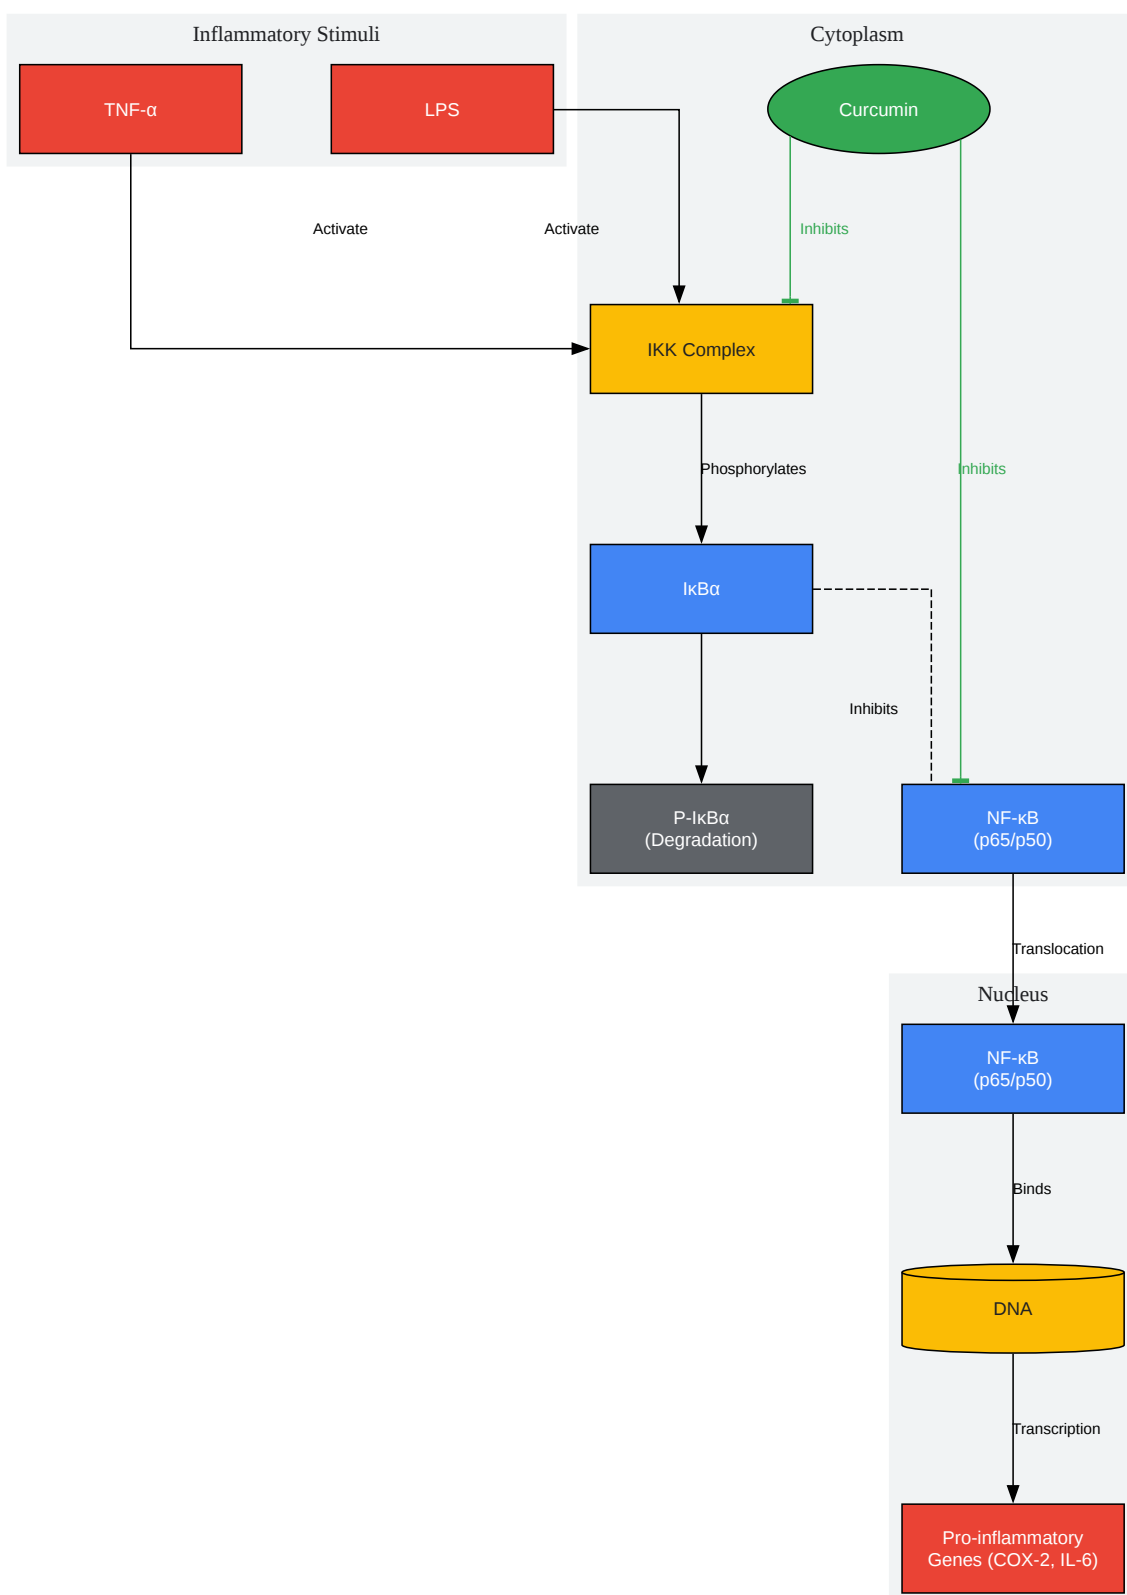 Inflammatory Stimuli
Cytoplasm
TNF-α
LPS
Curcumin
Activate
Activate
Inhibits
IKK Complex
Phosphorylates
Inhibits
IκBα
Inhibits
P-IκBα
(Degradation)
NF-κB
(p65/p50)
Translocation
Nucleus
NF-κB
(p65/p50)
Binds
DNA
Transcription
Pro-inflammatory
Genes (COX-2, IL-6)